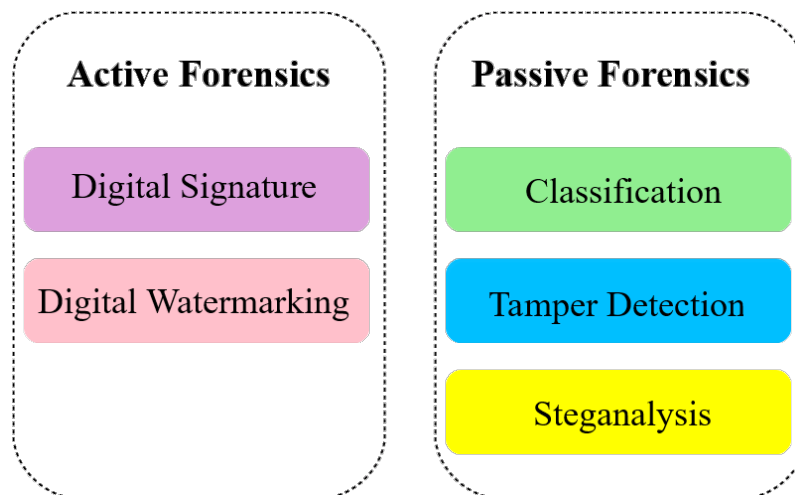 Active Forensics
Digital Signature
Digital Watermarking
Passive Forensics
Classification
Tamper Detection
Steganalysis